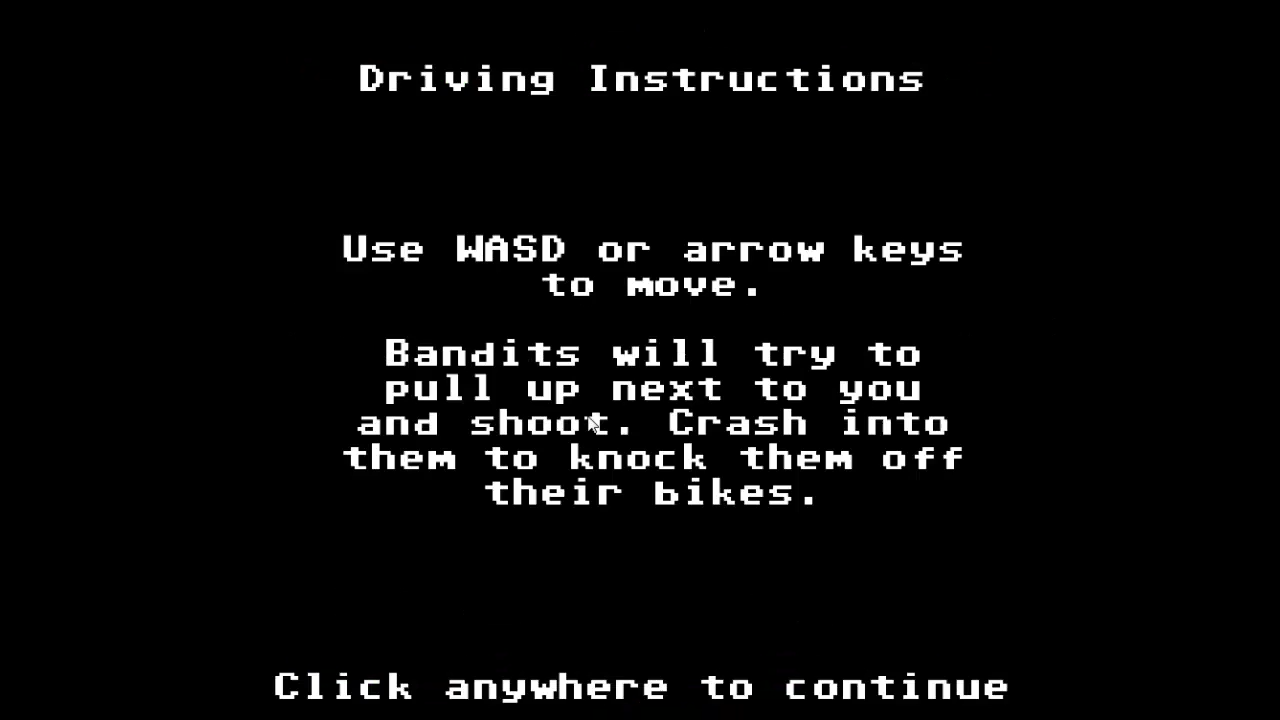 Driving Instructions
Use WASD or arrow keys
to move.
Bandits will try to
pull up next to you
and shoot. Crash into
them to knock them off
their bikes.
Click anywhere to continue